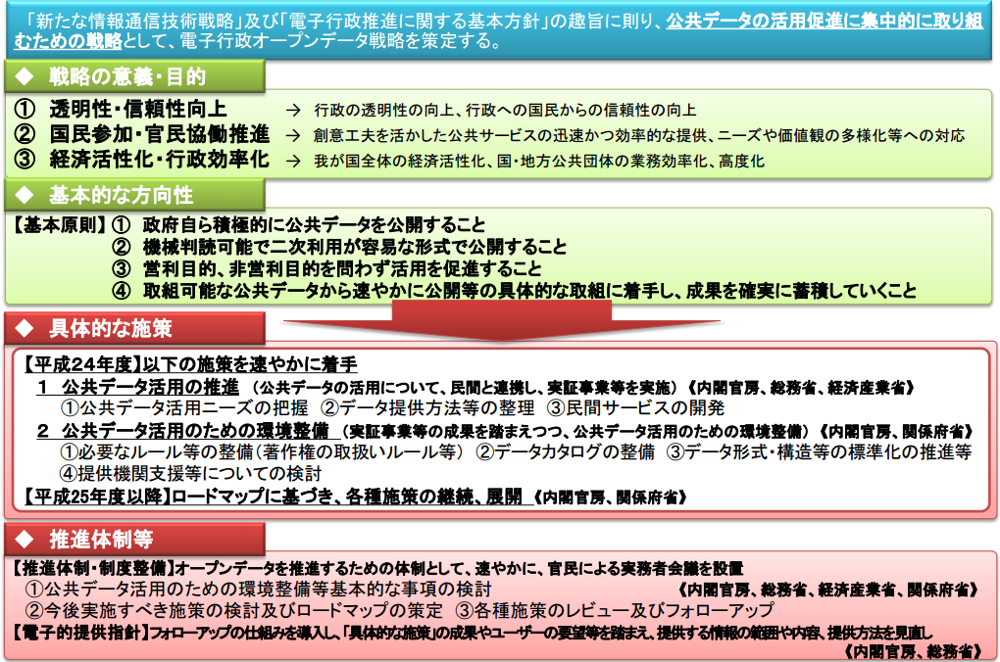 「新たな情報通信技術戦略」及び「電子行政推進に関する基本方針」の趣旨に則り、公共データの活用促進に集中的に取り組
むための戦略として、電子行政オープンデータ戦略を策定する。
◆ 戦略の意義・目的
① 透明性・信頼性向上 → 行政の透明性の向上、行政への国民からの信頼性の向上
② 国民参加・官民協働推進 → 創意工夫を活かした公共サービスの迅速かつ効率的な提供、ニーズや価値観の多様化等への対応
③ 経済活性化・行政効率化 → 我が国全体の経済活性化、国・地方公共団体の業務効率化、高度化
◆ 基本的な方向性
【基本原則】① 政府自ら積極的に公共データを公開すること
② 機械判読可能で二次利用が容易な形式で公開すること
③ 営利目的、非営利目的を問わず活用を促進すること
④ 取組可能な公共データから速やかに公開等の具体的な取組に着手し、成果を確実に蓄積していくこと
◆ 具体的な施策
【平成24年度】以下の施策を速やかに着手
１ 公共データ活用の推進 （公共データの活用について、民間と連携し、実証事業等を実施）《内閣官房、総務省、経済産業省》
①公共データ活用ニーズの把握 ②データ提供方法等の整理 ③民間サービスの開発
２ 公共データ活用のための環境整備 （実証事業等の成果を踏まえつつ、公共データ活用のための環境整備）《内閣官房、関係府省》
①必要なルール等の整備（著作権の取扱いルール等） ②データカタログの整備 ③データ形式・構造等の標準化の推進等
④提供機関支援等についての検討
【平成25年度以降】ロードマップに基づき、各種施策の継続、展開 《内閣官房、関係府省》
◆ 推進体制等
【推進体制・制度整備】オープンデータを推進するための体制として、速やかに、官民による実務者会議を設置
①公共データ活用のための環境整備等基本的な事項の検討 《内閣官房、総務省、経済産業省、関係府省》
②今後実施すべき施策の検討及びロードマップの策定 ③各種施策のレビュー及びフォローアップ
【電子的提供指針】フォローアップの仕組みを導入し、「具体的な施策」の成果やユーザーの要望等を踏まえ、提供する情報の範囲や内容、提供方法を見直し
《内閣官房、総務省》